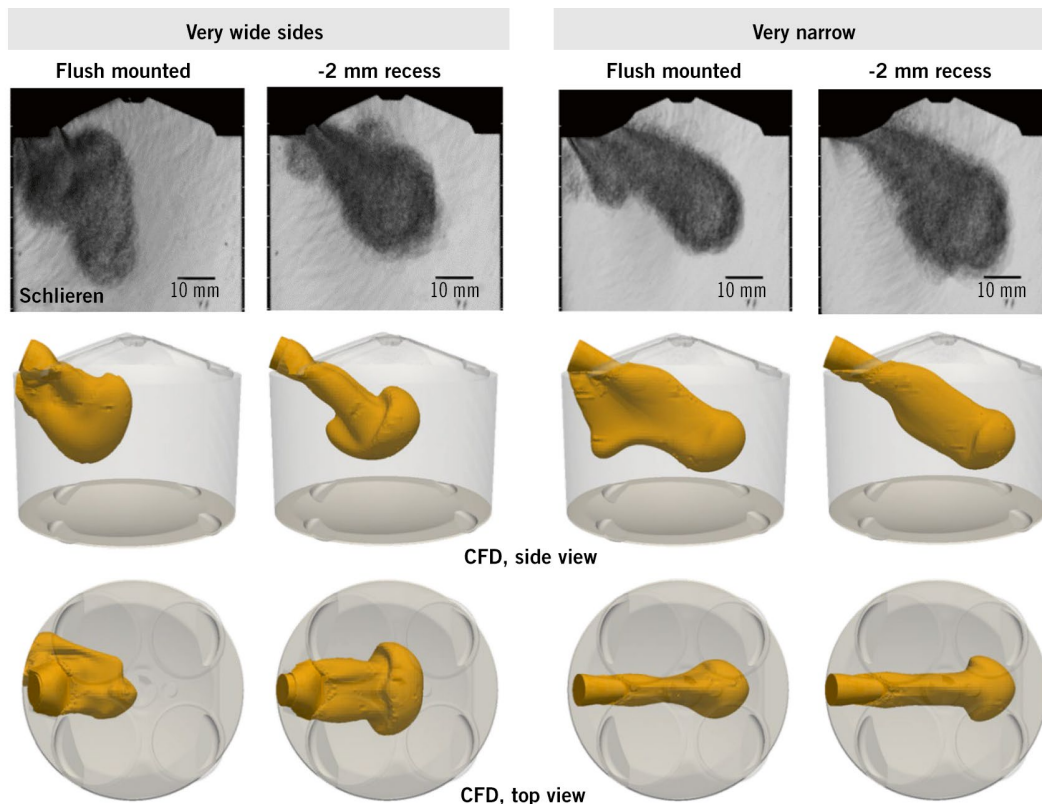 Very wide sides
Very narrow
Flush mounted
-2 mm recess
Flush mounted
-2 mm recess
Schlieren
10 mm
10 mm
10 mm
10 mm
CFD, side view
CFD, top view